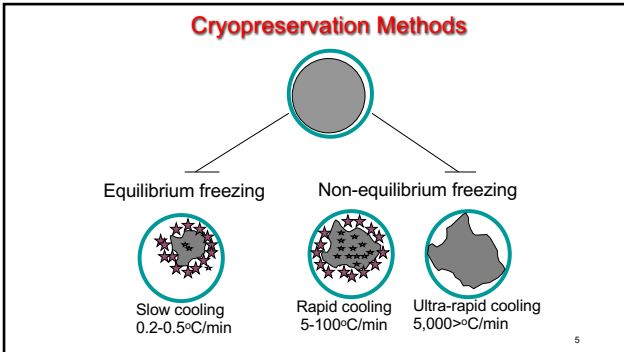 Cryopreservation Methods
Equilibrium freezing
Non-equilibrium freezing
Slow cooling
0.2-0.5ºC/min
Rapid cooling
5-100ºC/min
Ultra-rapid cooling
5,000>ºC/min
5